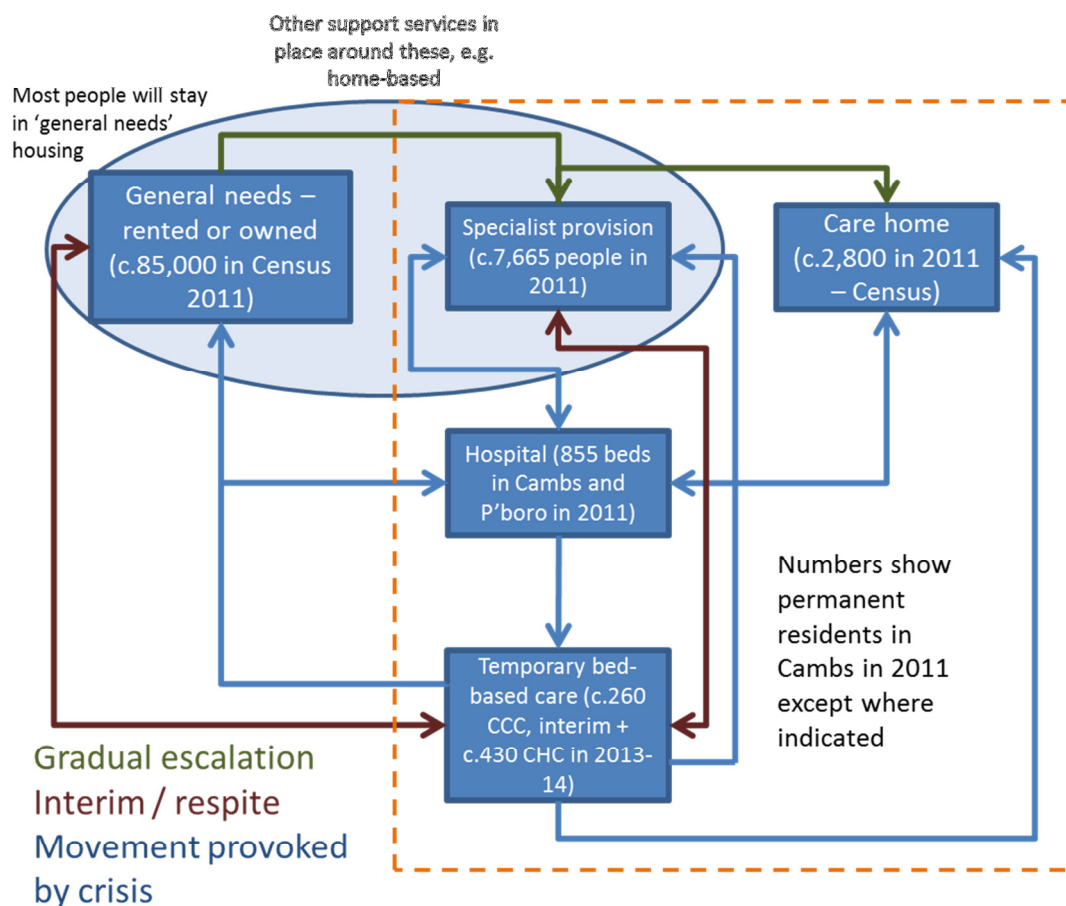 Other support services in
place around these, e.g.
home-based
Most people will stay
in ‘general needs’
housing
General needs –
rented or owned
(c.85,000 in Census
2011)
Specialist provision
(c.7,665 people in
2011)
Care home
(c.2,800 in 2011
– Census)
Hospital (855 beds
in Cambs and
P’boro in 2011)
Numbers show
permanent
residents in
Cambs in 2011
except where
indicated
Temporary bed-
based care (c.260
CCC, interim +
c.430 CHC in 2013-
14)
Gradual escalation
Interim / respite
Movement provoked
by crisis